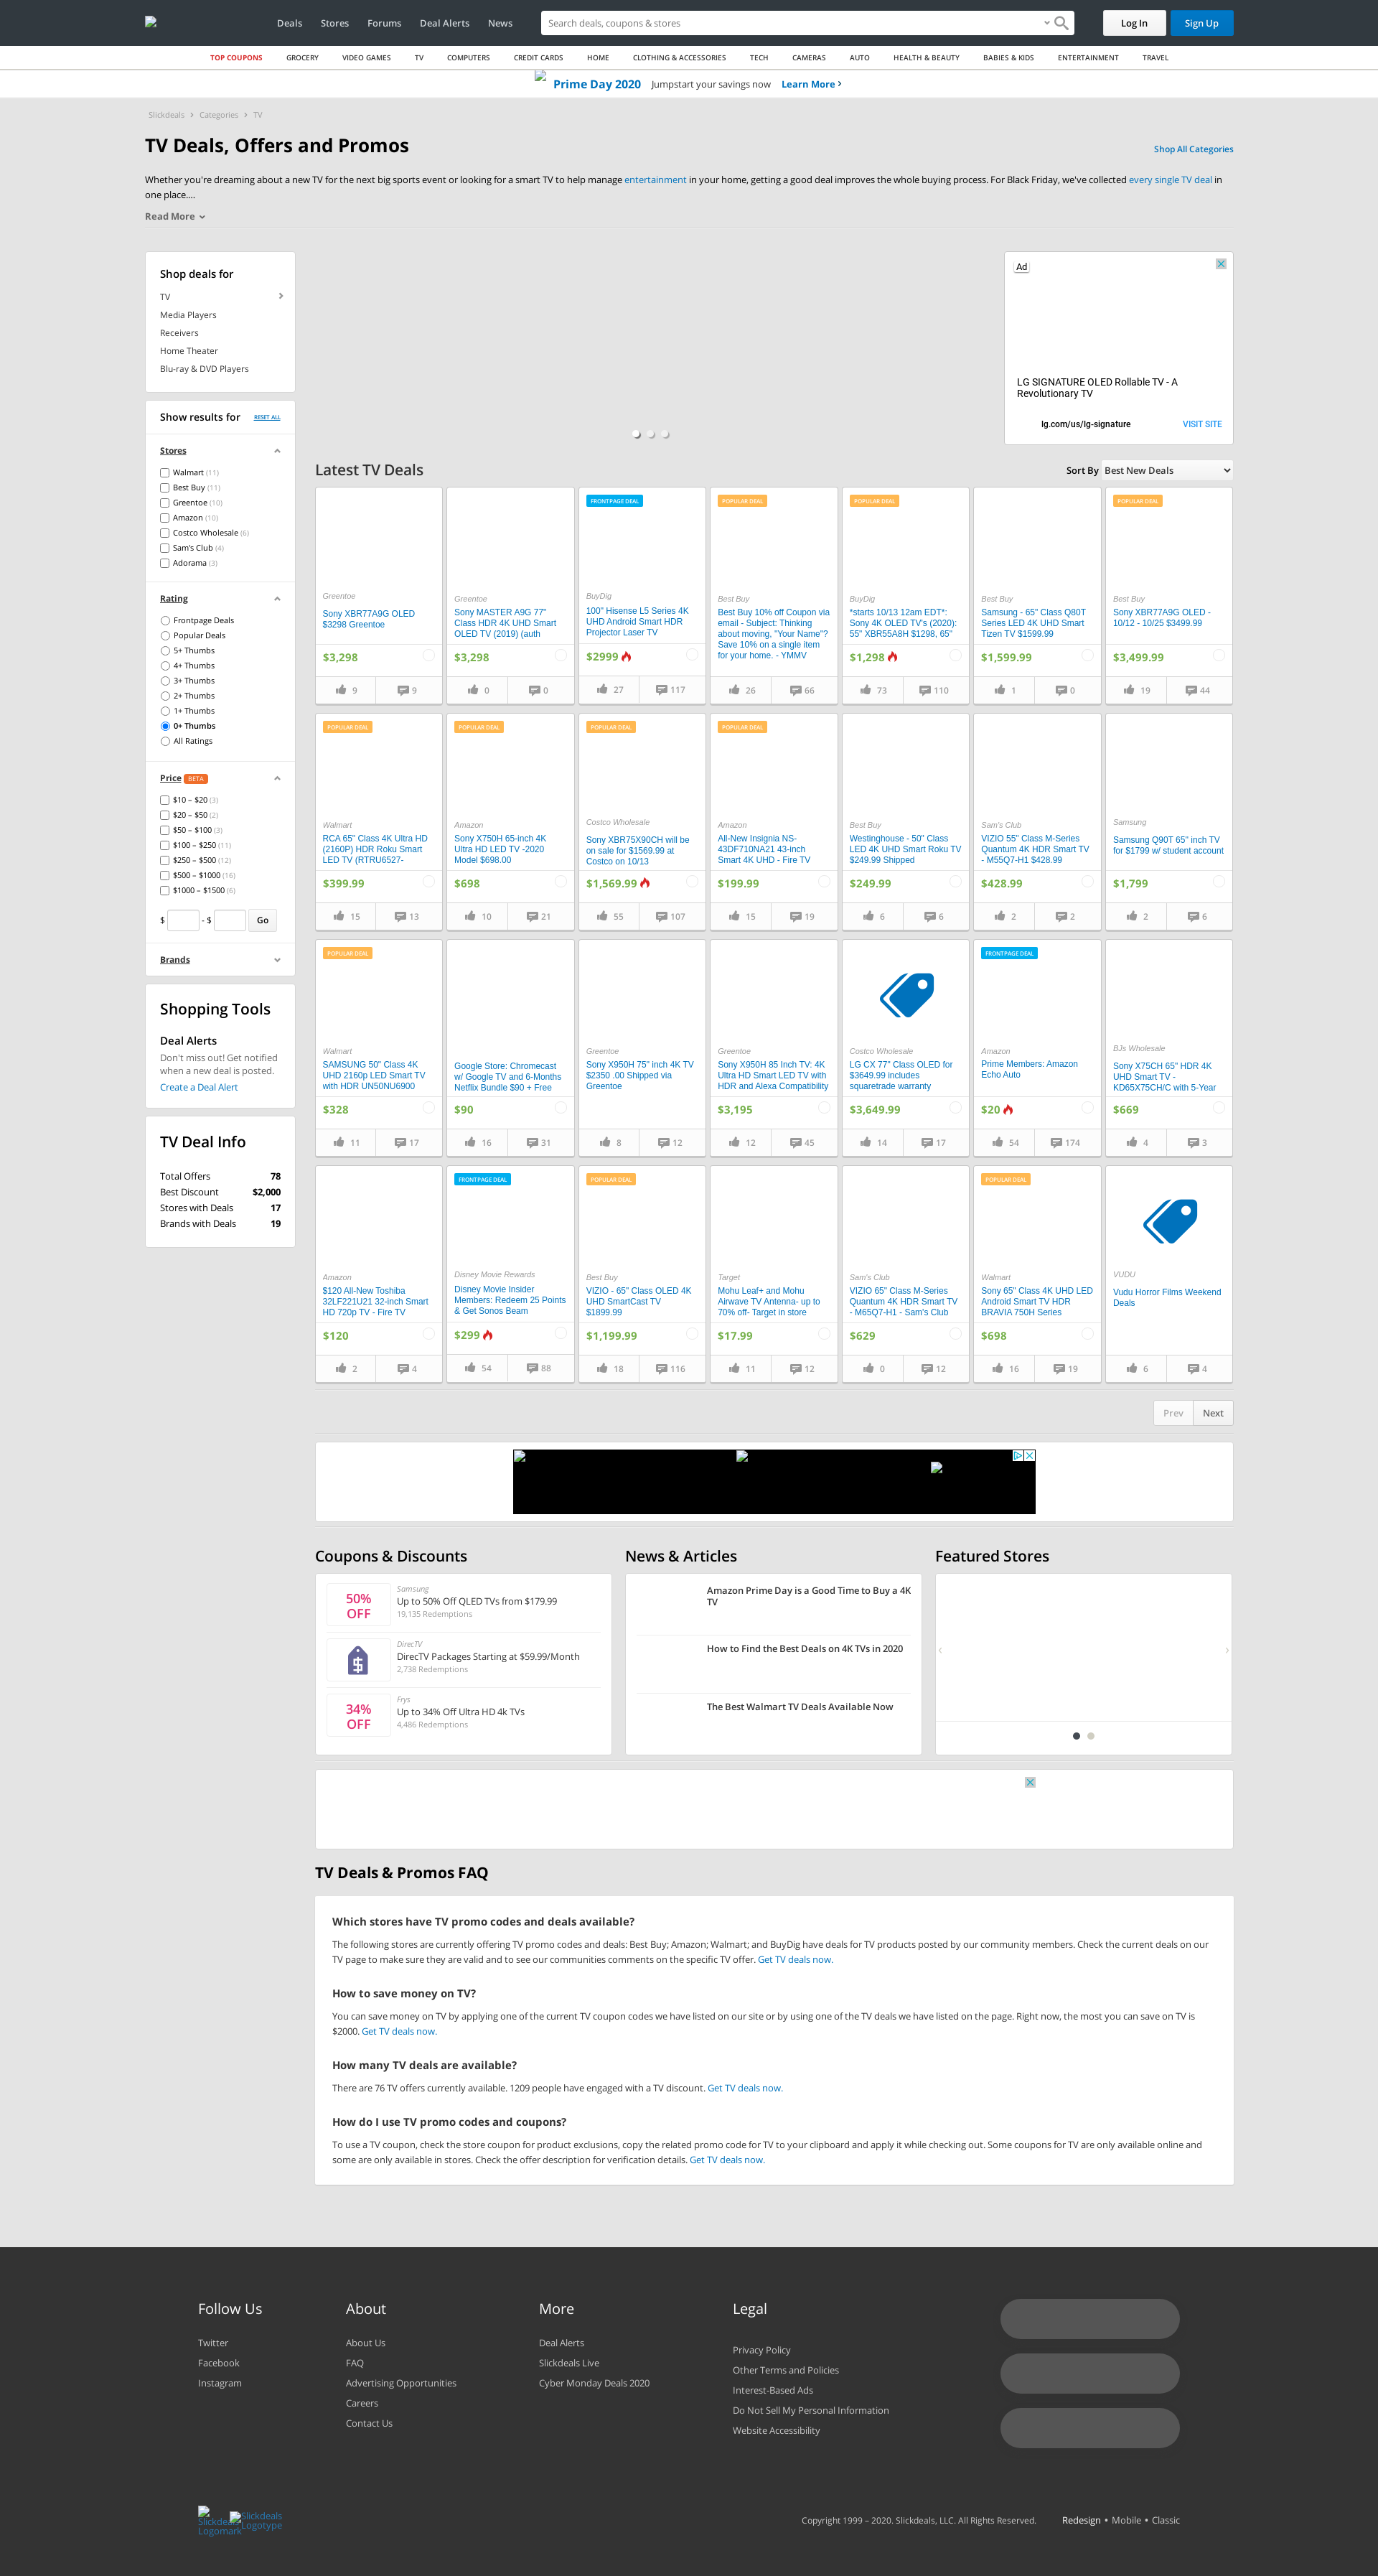 Deals
Stores
Forums
Deal Alerts
News
Search deals, coupons & stores
Log In
Sign Up
TOP COUPONS
GROCERY
VIDEO GAMES
TV
COMPUTERS
CREDIT CARDS
HOME
CLOTHING & ACCESSORIES
TECH
CAMERAS
AUTO
HEALTH & BEAUTY
BABIES & KIDS
ENTERTAINMENT
TRAVEL
Prime Day 2020 Jumpstart your savings now Learn More
Slickdeals > Categories > TV
TV Deals, Offers and Promos
Shop All Categories
Whether you're dreaming about a new TV for the next big sports event or looking for a smart TV to help manage entertainment in your home, getting a good deal improves the whole buying process. For Black Friday, we've collected every single TV deal in
one place....
Read More
Shop deals for
TV
Media Players
Receivers
Home Theater
Blu-ray & DVD Players
Show results for
RESET ALL
Stores
Walmart (11)
Best Buy (11)
Greentoe (10)
Amazon (10)
Costco Wholesale (6)
Sam's Club (4)
Adorama (3)
Rating
Frontpage Deals
Popular Deals
5+ Thumbs
4+ Thumbs
3+ Thumbs
2+ Thumbs
1+ Thumbs
0+ Thumbs
All Ratings
Price BETA
$10 – $20 (3)
$20 – $50 (2)
$50 – $100 (3)
$100 – $250 (11)
$250 – $500 (12)
$500 – $1000 (16)
$1000 – $1500 (6)
$ - $ Go
Brands
Shopping Tools
Deal Alerts
Don't miss out! Get notified
when a new deal is posted.
Create a Deal Alert
TV Deal Info
Total Offers 78
Best Discount $2,000
Stores with Deals 17
Brands with Deals 19
Ad
LG SIGNATURE OLED Rollable TV - A
Revolutionary TV
lg.com/us/lg-signature
VISIT SITE
Latest TV Deals
Sort By Best New Deals
Greentoe
Sony XBR77A9G OLED
$3298 Greentoe
$3,298
9 9
Greentoe
Sony MASTER A9G 77"
Class HDR 4K UHD Smart
OLED TV (2019) (auth
$3,298
0 0
FRONTPAGE DEAL
BuyDig
100" Hisense L5 Series 4K
UHD Android Smart HDR
Projector Laser TV
$2999
27 117
POPULAR DEAL
Best Buy
Best Buy 10% off Coupon via
email - Subject: Thinking
about moving, "Your Name"?
Save 10% on a single item
for your home. - YMMV
26 66
POPULAR DEAL
BuyDig
*starts 10/13 12am EDT*:
Sony 4K OLED TV's (2020):
55" XBR55A8H $1298, 65"
$1,298
73 110
Best Buy
Samsung - 65" Class Q80T
Series LED 4K UHD Smart
Tizen TV $1599.99
$1,599.99
1 0
POPULAR DEAL
Best Buy
Sony XBR77A9G OLED -
10/12 - 10/25 $3499.99
$3,499.99
19 44
POPULAR DEAL
Walmart
RCA 65" Class 4K Ultra HD
(2160P) HDR Roku Smart
LED TV (RTRU6527-
$399.99
15 13
POPULAR DEAL
Amazon
Sony X750H 65-inch 4K
Ultra HD LED TV -2020
Model $698.00
$698
10 21
POPULAR DEAL
Costco Wholesale
Sony XBR75X90CH will be
on sale for $1569.99 at
Costco on 10/13
$1,569.99
55 107
POPULAR DEAL
Amazon
All-New Insignia NS-
43DF710NA21 43-inch
Smart 4K UHD - Fire TV
$199.99
15 19
Best Buy
Westinghouse - 50" Class
LED 4K UHD Smart Roku TV
$249.99 Shipped
$249.99
6 6
Sam's Club
VIZIO 55" Class M-Series
Quantum 4K HDR Smart TV
- M55Q7-H1 $428.99
$428.99
2 2
Samsung
Samsung Q90T 65" inch TV
for $1799 w/ student account
$1,799
2 6
POPULAR DEAL
Walmart
SAMSUNG 50" Class 4K
UHD 2160p LED Smart TV
with HDR UN50NU6900
$328
11 17
Google Store: Chromecast
w/ Google TV and 6-Months
Netflix Bundle $90 + Free
$90
16 31
Greentoe
Sony X950H 75" inch 4K TV
$2350 .00 Shipped via
Greentoe
8 12
Greentoe
Sony X950H 85 Inch TV: 4K
Ultra HD Smart LED TV with
HDR and Alexa Compatibility
$3,195
12 45
Costco Wholesale
LG CX 77" Class OLED for
$3649.99 includes
squaretrade warranty
$3,649.99
14 17
FRONTPAGE DEAL
Amazon
Prime Members: Amazon
Echo Auto
$20
54 174
BJs Wholesale
Sony X75CH 65" HDR 4K
UHD Smart TV -
KD65X75CH/C with 5-Year
$669
4 3
Amazon
$120 All-New Toshiba
32LF221U21 32-inch Smart
HD 720p TV - Fire TV
$120
2 4
FRONTPAGE DEAL
Disney Movie Rewards
Disney Movie Insider
Members: Redeem 25 Points
& Get Sonos Beam
$299
54 88
POPULAR DEAL
Best Buy
VIZIO - 65" Class OLED 4K
UHD SmartCast TV
$1899.99
$1,199.99
18 116
Target
Mohu Leaf+ and Mohu
Airwave TV Antenna- up to
70% off- Target in store
$17.99
11 12
Sam's Club
VIZIO 65" Class M-Series
Quantum 4K HDR Smart TV
- M65Q7-H1 - Sam's Club
$629
0 12
POPULAR DEAL
Walmart
Sony 65" Class 4K UHD LED
Android Smart TV HDR
BRAVIA 750H Series
$698
16 19
VUDU
Vudu Horror Films Weekend
Deals
6 4
Prev Next
Coupons & Discounts
50%
OFF
Samsung
Up to 50% Off QLED TVs from $179.99
19,135 Redemptions
DirecTV
DirecTV Packages Starting at $59.99/Month
2,738 Redemptions
34%
OFF
Frys
Up to 34% Off Ultra HD 4k TVs
4,486 Redemptions
News & Articles
Amazon Prime Day is a Good Time to Buy a 4K
TV
How to Find the Best Deals on 4K TVs in 2020
The Best Walmart TV Deals Available Now
Featured Stores
TV Deals & Promos FAQ
Which stores have TV promo codes and deals available?
The following stores are currently offering TV promo codes and deals: Best Buy; Amazon; Walmart; and BuyDig have deals for TV products posted by our community members. Check the current deals on our
TV page to make sure they are valid and to see our communities comments on the specific TV offer. Get TV deals now.
How to save money on TV?
You can save money on TV by applying one of the current TV coupon codes we have listed on our site or by using one of the TV deals we have listed on the page. Right now, the most you can save on TV is
$2000. Get TV deals now.
How many TV deals are available?
There are 76 TV offers currently available. 1209 people have engaged with a TV discount. Get TV deals now.
How do I use TV promo codes and coupons?
To use a TV coupon, check the store coupon for product exclusions, copy the related promo code for TV to your clipboard and apply it while checking out. Some coupons for TV are only available online and
some are only available in stores. Check the offer description for verification details. Get TV deals now.
Follow Us
Twitter
Facebook
Instagram
About
About Us
FAQ
Advertising Opportunities
Careers
Contact Us
More
Deal Alerts
Slickdeals Live
Cyber Monday Deals 2020
Legal
Privacy Policy
Other Terms and Policies
Interest-Based Ads
Do Not Sell My Personal Information
Website Accessibility
Slickdeals
Logomark
Slickdeals
Logotype
Copyright 1999 – 2020. Slickdeals, LLC. All Rights Reserved.
Redesign • Mobile • Classic